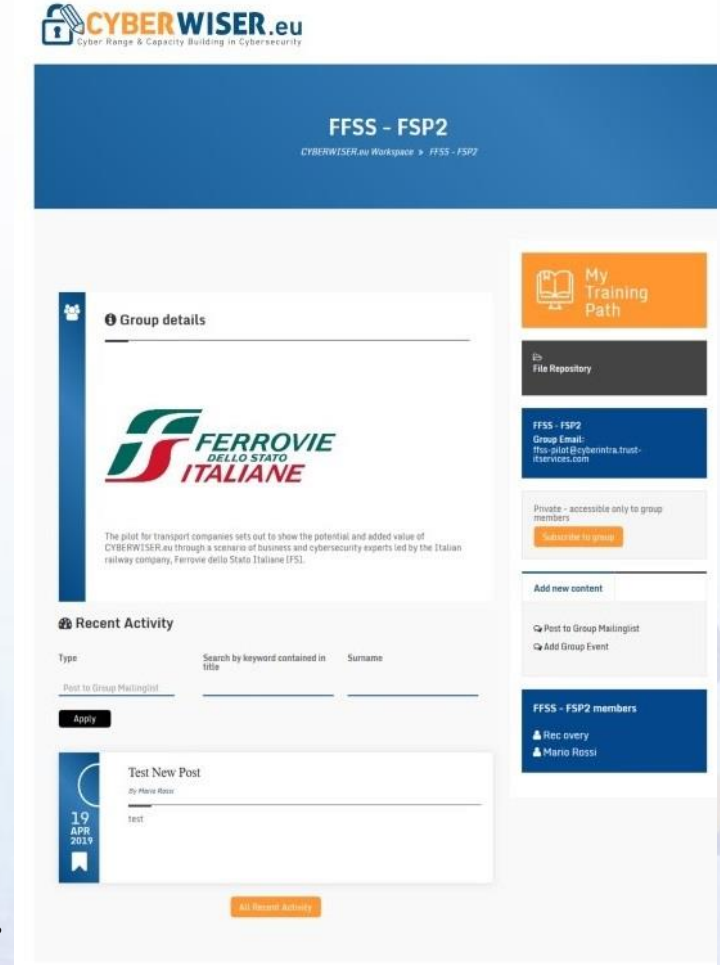 CYBERWISER.eu
Cyber Range & Capacity Building in Cybersecurity
FFSS - FSP2
CYBERWISER.eu Workspace » FFSS - FSP2
Group details
FERROVIE
DELLO STATO
ITALIANE
The pilot for transport companies sets out to show the potential and added value of
CYBERWISER.eu through a scenario of business and cybersecurity experts led by the Italian
railway company, Ferrovie dello Stato Italiane (FS).
Recent Activity
Type
Search by keyword contained in
title
Surname
Post to Group Mailinglist
Apply
19
APR
2019
Test New Post
By Mario Rossi
test
All Recent Activity
My
Training
Path
File Repository
FFSS - FSP2
Group Email:
ffss-pilot@cyberintra.trust-
itservices.com
Private - accessible only to group
members
Subscribe to group
Add new content
Post to Group Mailinglist
Add Group Event
FFSS - FSP2 members
Rec overy
Mario Rossi